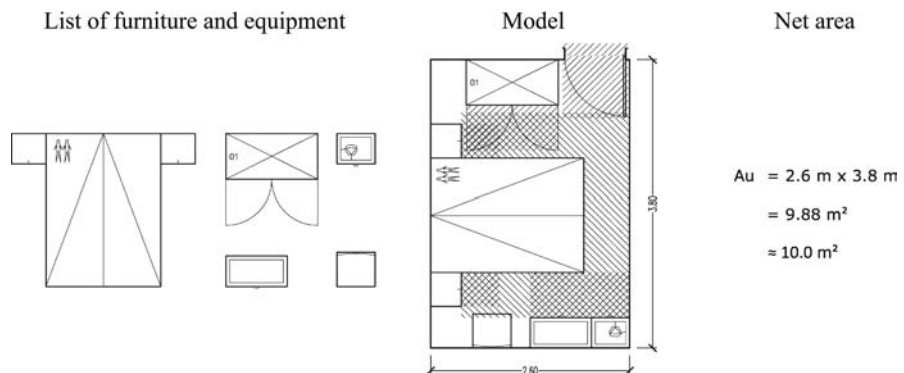 List of furniture and equipment
Model
Net area
01
01
3.80
2.60
Au = 2.6 m x 3.8 m
= 9.88 m²
≈ 10.0 m²